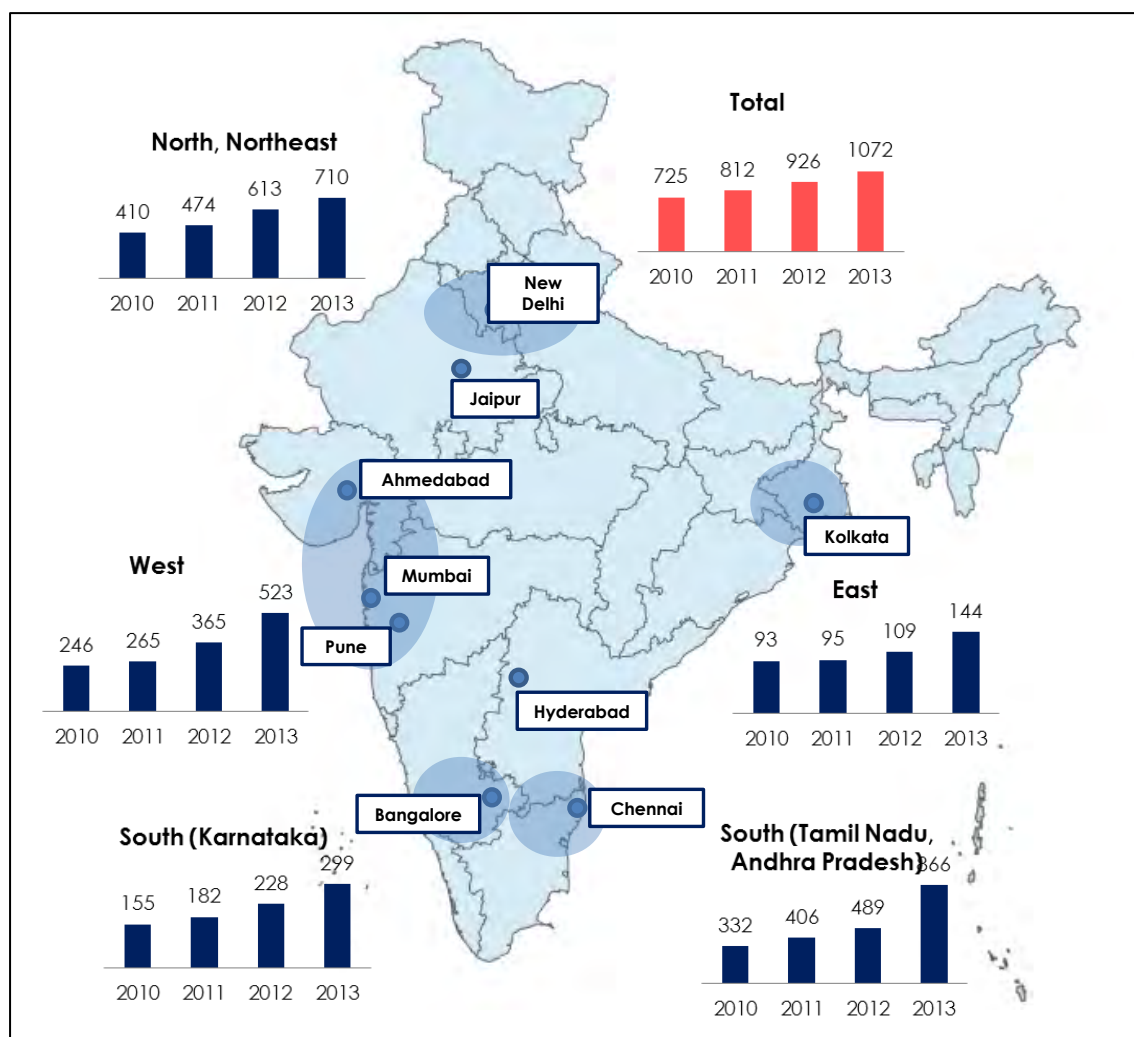 North, Northeast
410 474 613 710
2010 2011 2012 2013
Total
725 812 926 1072
2010 2011 2012 2013
New
Delhi
Jaipur
Ahmedabad
Mumbai
Pune
Kolkata
Hyderabad
Bangalore
Chennai
West
246 265 365 523
2010 2011 2012 2013
East
93 95 109 144
2010 2011 2012 2013
South (Karnataka)
155 182 228 299
2010 2011 2012 2013
South (Tamil Nadu,
Andhra Pradesh)
332 406 489 866
2010 2011 2012 2013